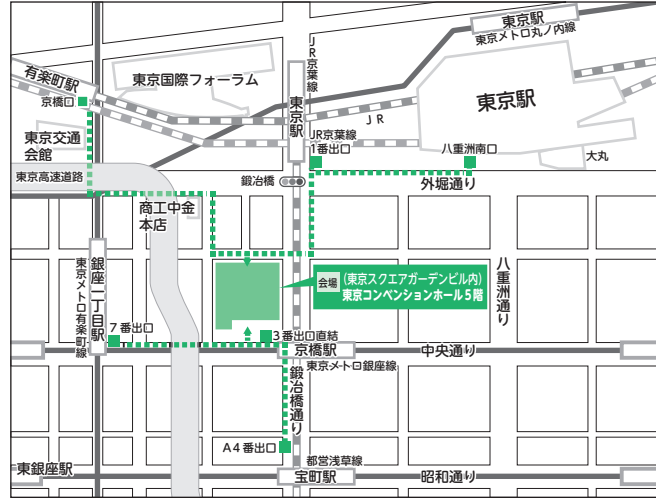 東京駅
東京メトロ丸ノ内線
JR京葉線
有楽町駅
京橋口
東京国際フォーラム
東京駅
東京駅
JR
東京交通
会館
JR京葉線
1番出口
八重洲南口
大丸
東京高速道路
鍛冶橋
外堀通り
商工中金
本店
銀座一丁目駅
東京メトロ有楽町線
会場
(東京スクエアガーデンビル内)
東京コンベンションホール5階
八重洲通り
7番出口
3番出口直結
京橋駅
中央通り
東京メトロ銀座線
鍛冶橋通り
A4番出口
都営浅草線
東銀座駅
宝町駅
昭和通り